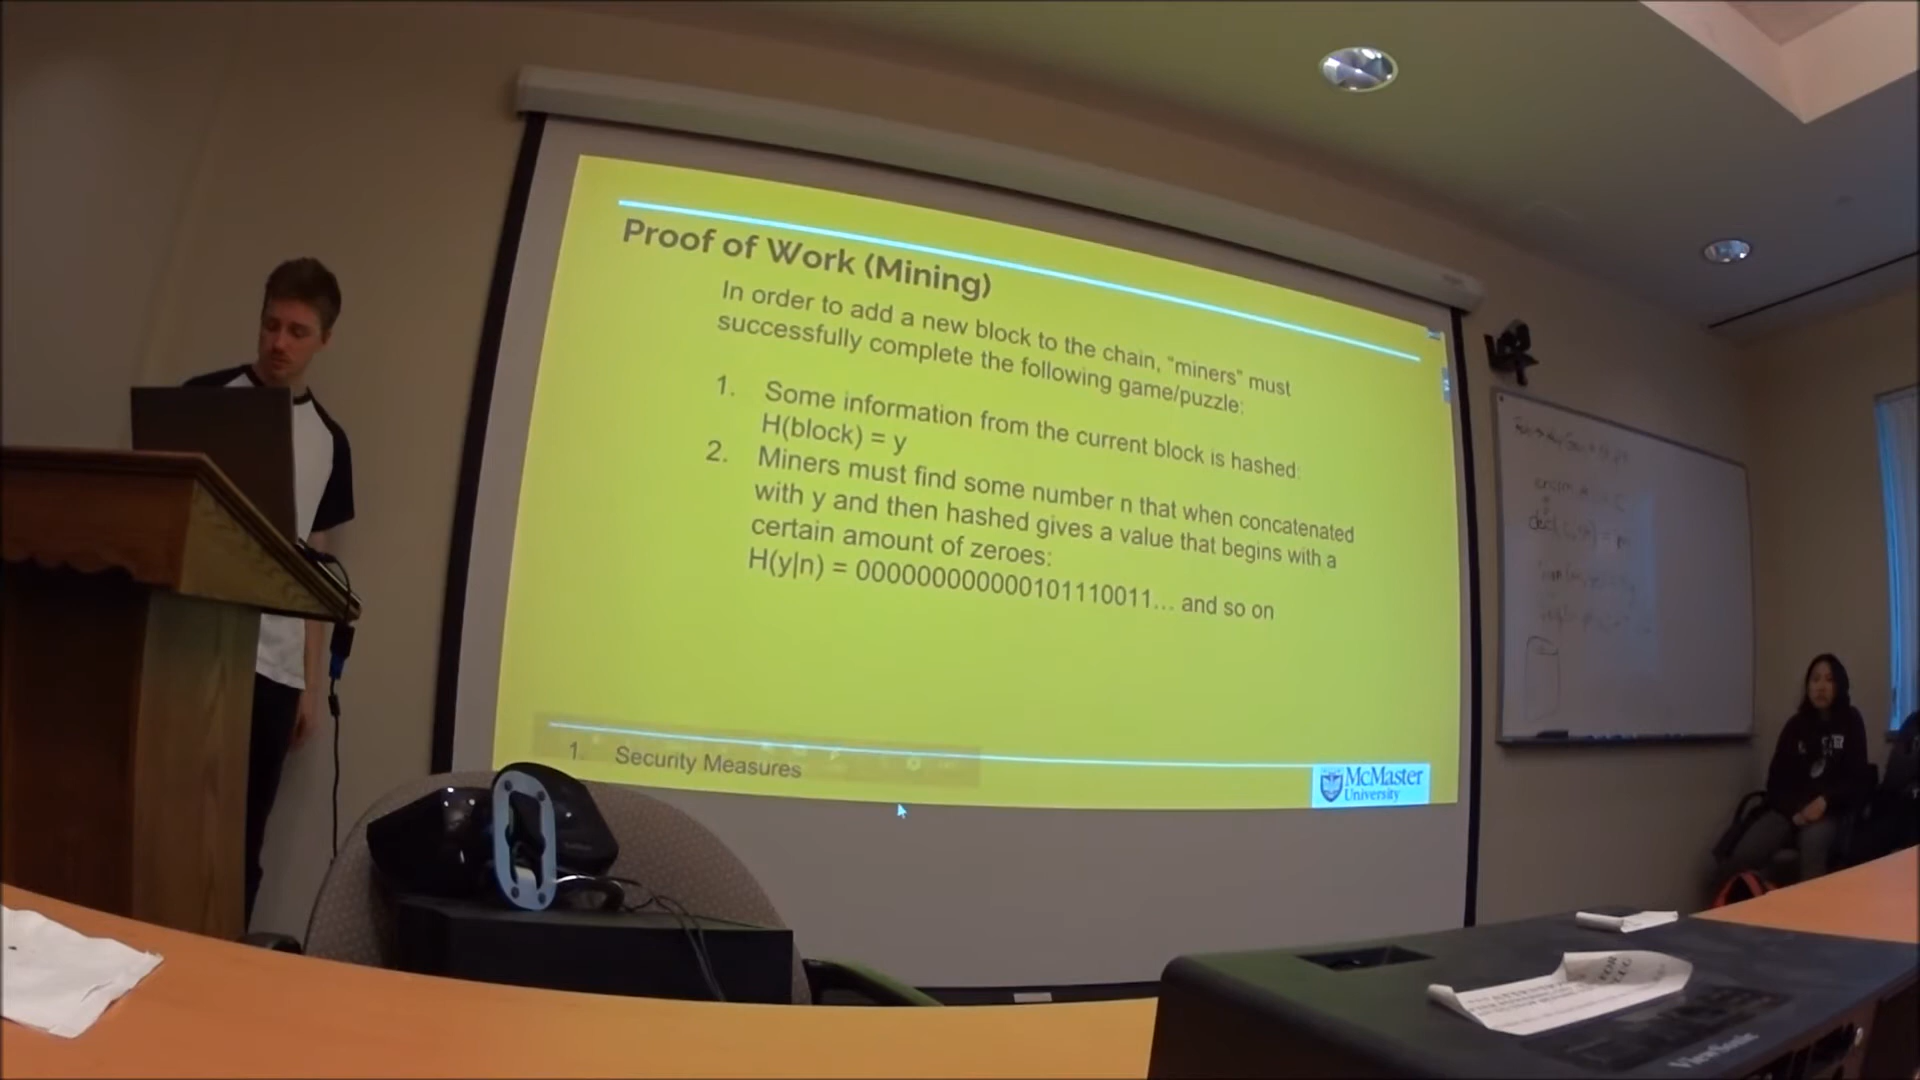 Proof of Work (Mining)
In order to add a new block to the chain, “miners” must
successfully complete the following game/puzzle:
1. Some information from the current block is hashed:
H(block) = y
2. Miners must find some number n that when concatenated
with y and then hashed gives a value that begins with a
certain amount of zeroes:
H(y|n) = 000000000000101110011... and so on
1. Security Measures
McMaster
University
ViewSonic